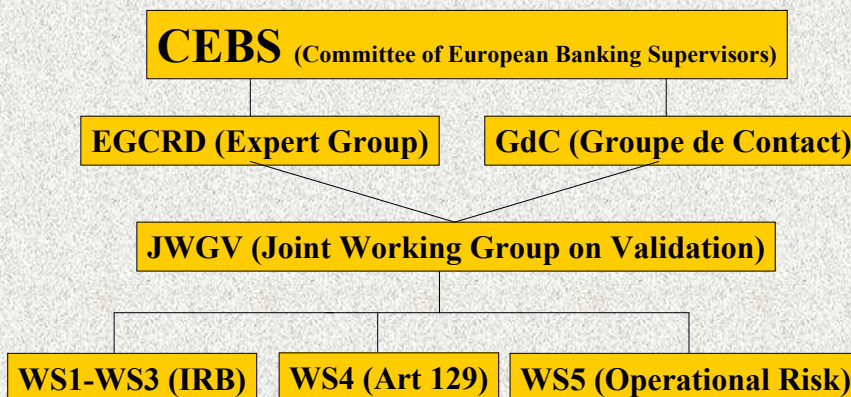 CEBS (Committee of European Banking Supervisors)
EGCRD (Expert Group)
GdC (Groupe de Contact)
JWGV (Joint Working Group on Validation)
WS1-WS3 (IRB)
WS4 (Art 129)
WS5 (Operational Risk)